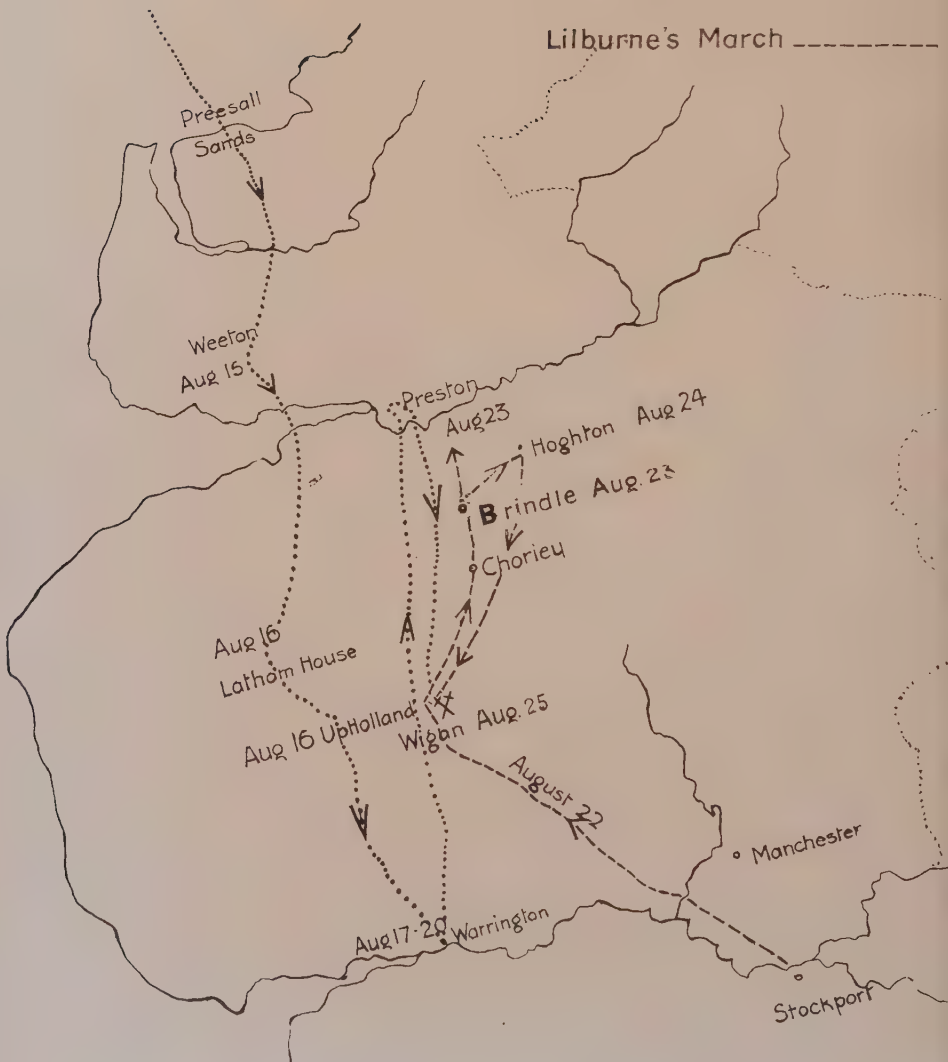 Lilburne's March
Preesall
Sands
Weeton
Aug 15
Preston
Aug 23
Hoghton Aug 24
Brindle Aug. 23
Chorley
Aug 16
Lathom House
Aug 16 UpHolland
Wigan Aug. 25
August 22
Manchester
Aug 17-20 Warrington
Stockport